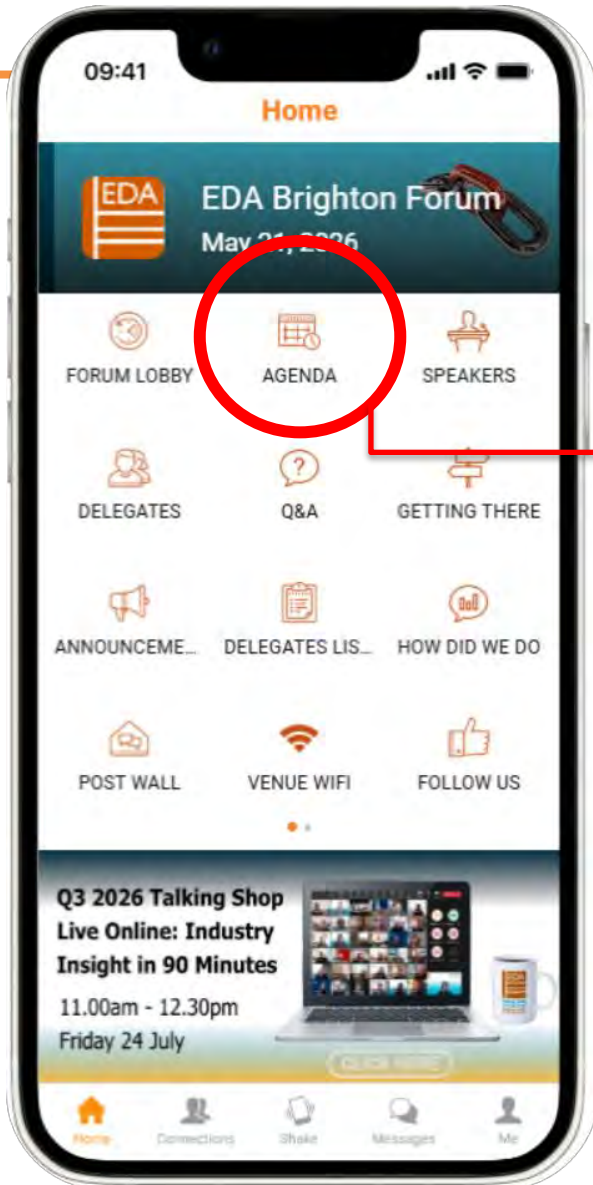 09:41
Home
EDA
EDA Brighton Forum
May 21, 2026
FORUM LOBBY
AGENDA
SPEAKERS
DELEGATES
Q&A
GETTING THERE
ANNOUNCEME...
DELEGATES LIS...
HOW DID WE DO
POST WALL
VENUE WIFI
FOLLOW US
Q3 2026 Talking Shop
Live Online: Industry
Insight in 90 Minutes
11.00am - 12.30pm
Friday 24 July
CLICK HERE
Home
Connections
Shake
Messages
Me